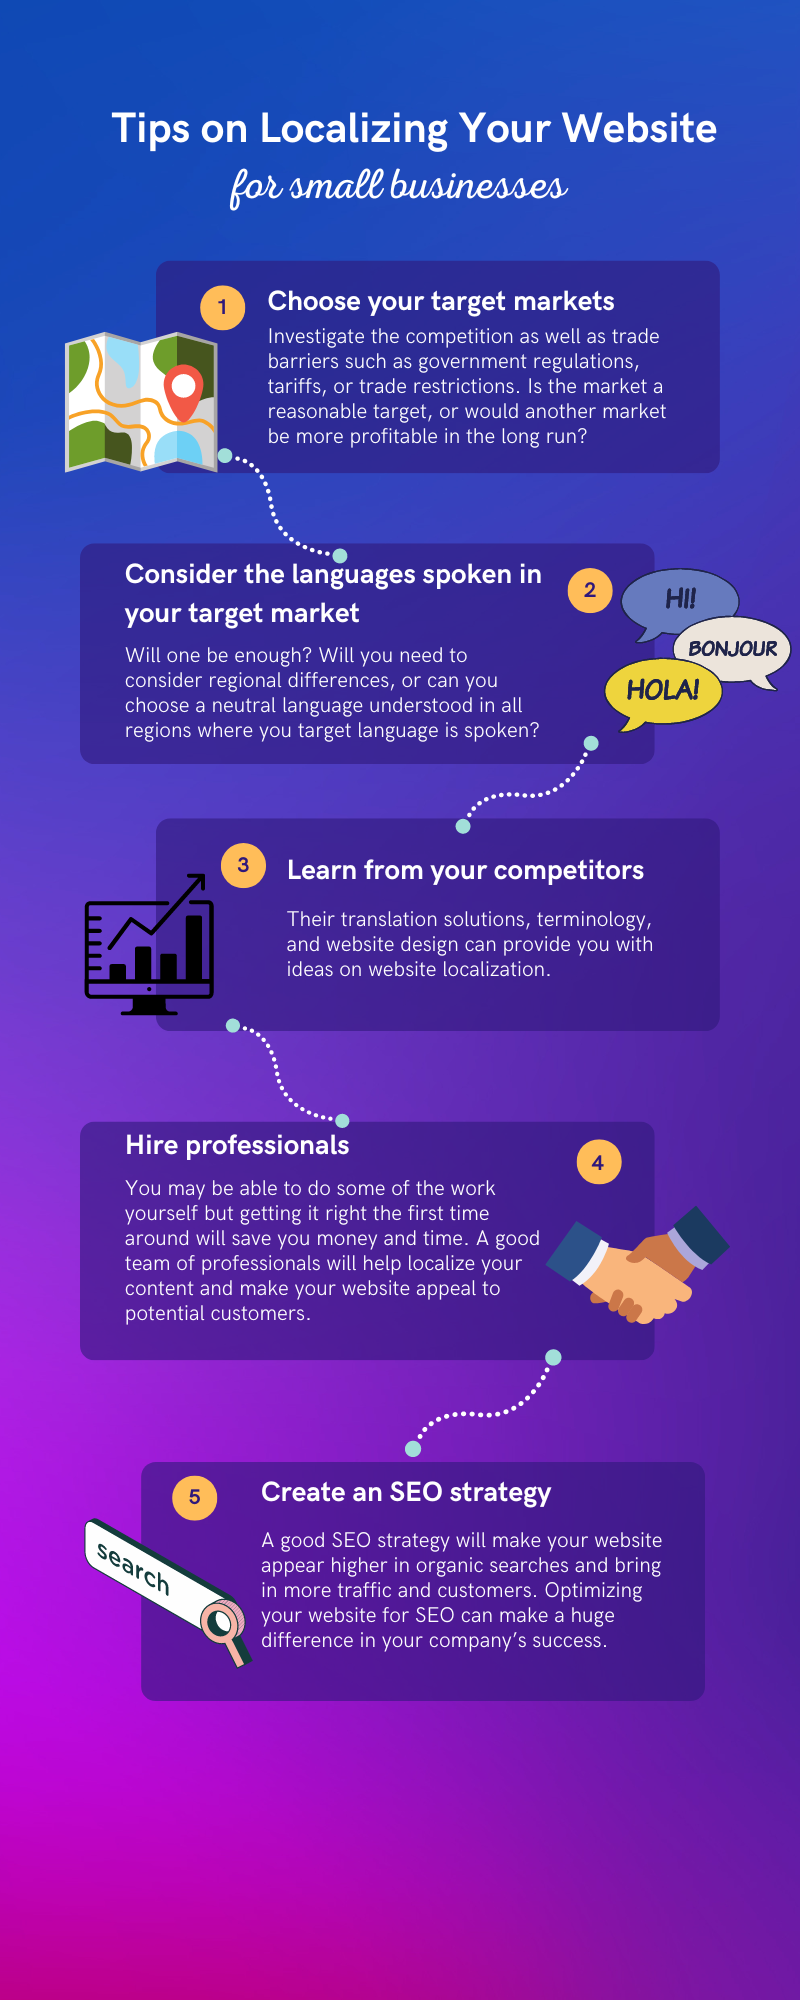 Tips on Localizing Your Website
for small businesses
1
Choose your target markets
Investigate the competition as well as trade
barriers such as government regulations,
tariffs, or trade restrictions. Is the market a
reasonable target, or would another market
be more profitable in the long run?
Consider the languages spoken in
your target market
2
Will one be enough? Will you need to
consider regional differences, or can you
choose a neutral language understood in all
regions where you target language is spoken?
HI!
BONJOUR
HOLA!
3
Learn from your competitors
Their translation solutions, terminology,
and website design can provide you with
ideas on website localization.
Hire professionals
4
You may be able to do some of the work
yourself but getting it right the first time
around will save you money and time. A good
team of professionals will help localize your
content and make your website appeal to
potential customers.
5
Create an SEO strategy
A good SEO strategy will make your website
appear higher in organic searches and bring
in more traffic and customers. Optimizing
your website for SEO can make a huge
difference in your company’s success.
search